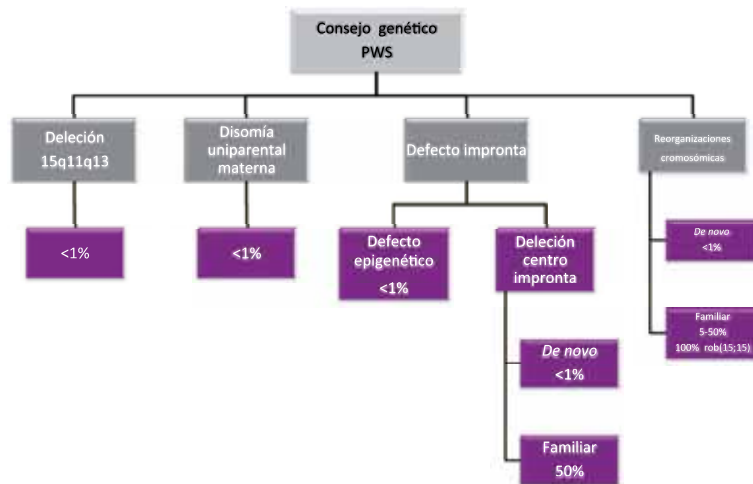 Consejo genético
PWS
Deleción
15q11q13
Disomía
uniparental
materna
Defecto impronta
Reorganizaciones
cromosómicas
<1%
<1%
Defecto
epigenético
<1%
Deleción
centro
impronta
De novo
<1%
Familiar
50%
De novo
<1%
Familiar
5-50%
100% rob(15;15)